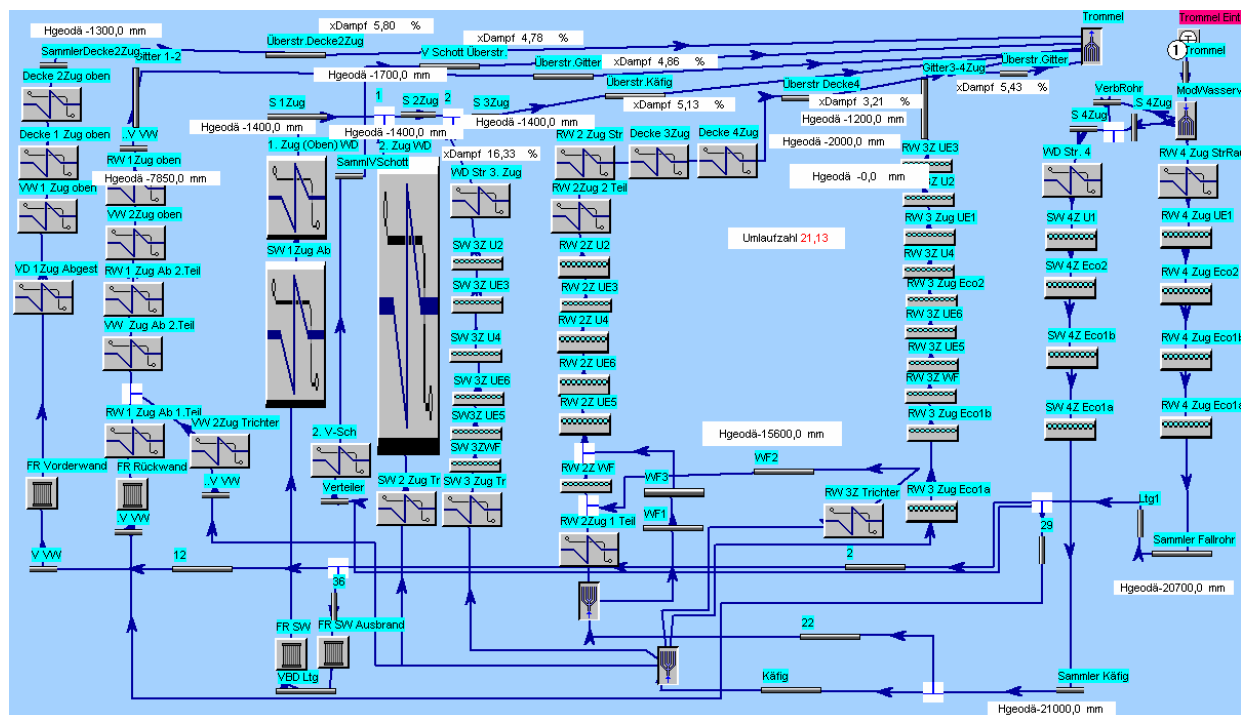 Hgeodä -1300,0 mm
SammlerDecke2Zug
Gitter 1-2
Überstr.Decke2Zug
xDampf 5,80 %
xDampf 4,78 %
V Schott Überstr.
xDampf 4,86 %
Überstr.Gitter
Hgeodä -1700,0 mm
Überstr.Käfig
xDampf 5,13 %
Überstr Decke4
xDampf 3,21 %
Hgeodä -1200,0 mm
Gitter3-4Zug
Überstr.Gitter
xDampf 5,43 %
Trommel
Trommel Eint
1
Trommel
ModWasserv
VerbRohr
S 4Zug
S 4Zug
Decke 2Zug oben
Decke 1 Zug oben
VW 1 Zug oben
VD 1Zug Abgest
FR Vorderwand
V VW
..V VW
RW 1Zug oben
Hgeodä -7850,0 mm
VW 2Zug oben
RW 1 Zug Ab 2.Teil
VW Zug Ab 2.Teil
RW 1 Zug Ab 1.Teil
VW 2Zug Trichter
FR Rückwand
..V VW
..V VW
12
S 1Zug
1
S 2Zug
2
S 3Zug
Hgeodä -1400,0 mm
Hgeodä -1400,0 mm
Hgeodä -1400,0 mm
1. Zug (Oben) WD
2. Zug WD
SammlVSchott
xDampf 16,33 %
SW 1Zug Ab
2. V-Sch
Verteiler
36
FR SW
FR SW Ausbrand
VBD Ltg
WD Str 3. Zug
SW 3Z U2
SW 3Z UE3
SW 3Z U4
SW 3Z UE6
SW3Z UE5
SW 3ZWF
SW 2 Zug Tr
SW 3 Zug Tr
RW 2 Zug Str
Decke 3Zug
Decke 4Zug
Hgeodä -2000,0 mm
Hgeodä -0,0 mm
RW 2Zug 2 Teil
RW 2Z U2
RW 2Z UE3
RW 2Z U4
RW 2Z UE6
RW 2Z UE5
RW 2Z WF
RW 2Zug 1 Teil
Umlaufzahl 21,13
Hgeodä-15600,0 mm
WF2
WF3
WF1
RW 3Z Trichter
2
22
Käfig
RW 3Z UE3
Z U2
RW 3 Zug UE1
RW 3Z U4
RW 3 Zug Eco2
RW 3Z UE6
RW 3Z UE5
RW 3Z WF
RW 3 Zug Eco1b
RW 3 Zug Eco1a
WD Str. 4
SW 4Z U1
SW 4Z Eco2
SW 4Z Eco1b
SW 4Z Eco1a
29
RW 4 Zug StrRau
RW 4 Zug UE1
RW 4 Zug Eco2
RW 4 Zug Eco1b
RW 4 Zug Eco1a
Ltg1
Sammler Fallrohr
Hgeodä-20700,0 mm
Sammler Käfig
Hgeodä-21000,0 mm